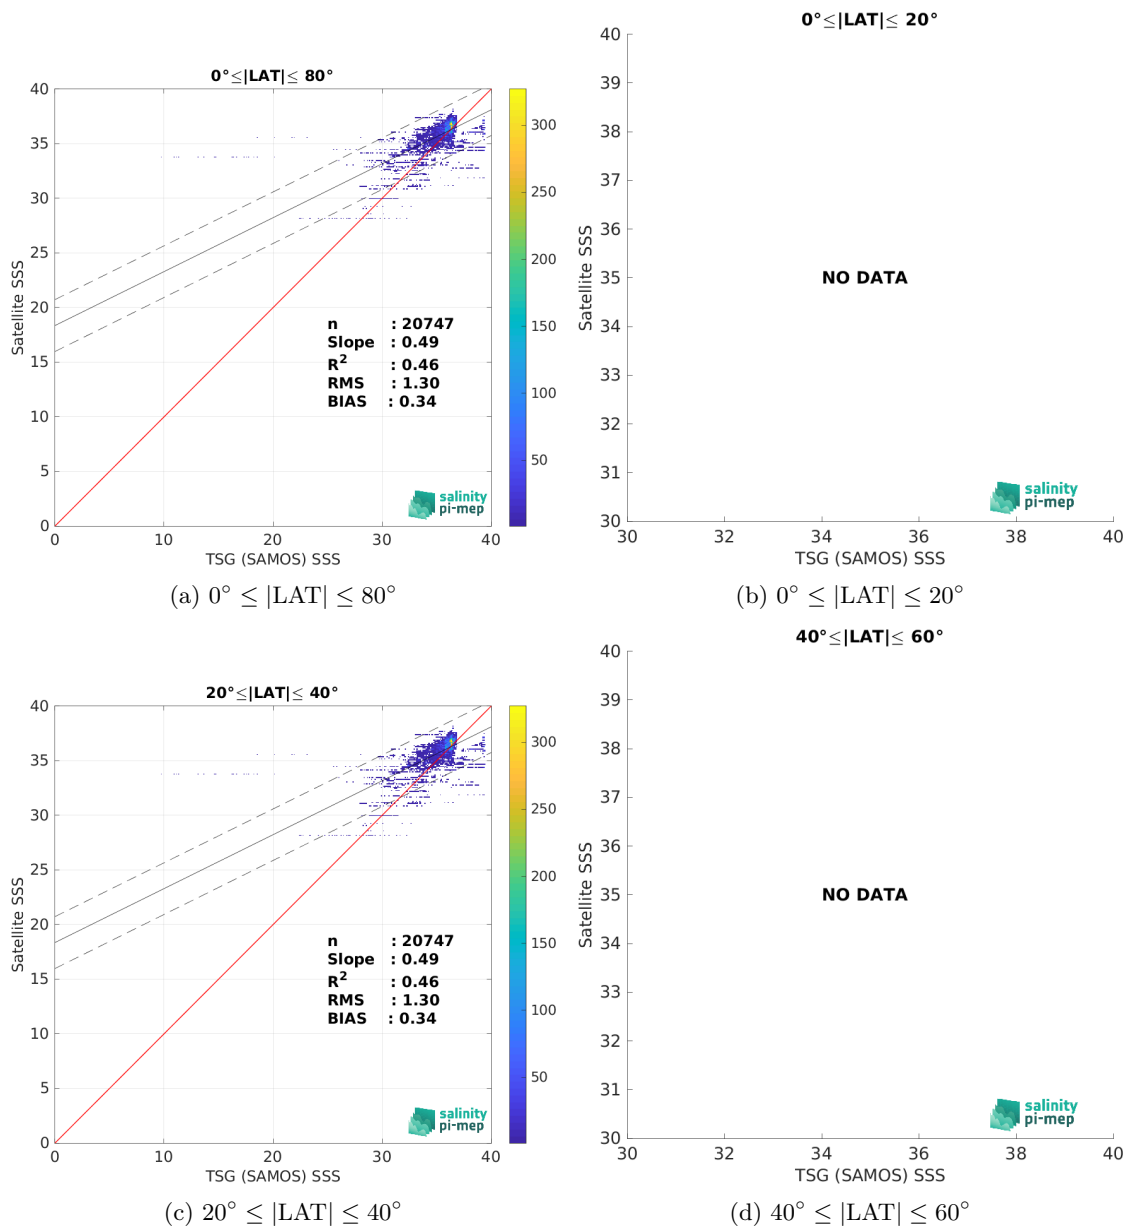 0°≤|LAT|≤ 80°
40
35
30
25
20
15
10
5
0
Satellite SSS
0
10
20
30
40
TSG (SAMOS) SSS
300
250
200
150
100
50
n : 20747
Slope : 0.49
R² : 0.46
RMS : 1.30
BIAS : 0.34
salinity
pi-mep
(a) 0° ≤ |LAT| ≤ 80°
0°≤|LAT|≤ 20°
40
39
38
37
36
35
34
33
32
31
30
Satellite SSS
NO DATA
30
32
34
36
38
40
TSG (SAMOS) SSS
salinity
pi-mep
(b) 0° ≤ |LAT| ≤ 20°
20°≤|LAT|≤ 40°
40
35
30
25
20
15
10
5
0
Satellite SSS
0
10
20
30
40
TSG (SAMOS) SSS
300
250
200
150
100
50
n : 20747
Slope : 0.49
R² : 0.46
RMS : 1.30
BIAS : 0.34
salinity
pi-mep
(c) 20° ≤ |LAT| ≤ 40°
40°≤|LAT|≤ 60°
40
39
38
37
36
35
34
33
32
31
30
Satellite SSS
NO DATA
30
32
34
36
38
40
TSG (SAMOS) SSS
salinity
pi-mep
(d) 40° ≤ |LAT| ≤ 60°